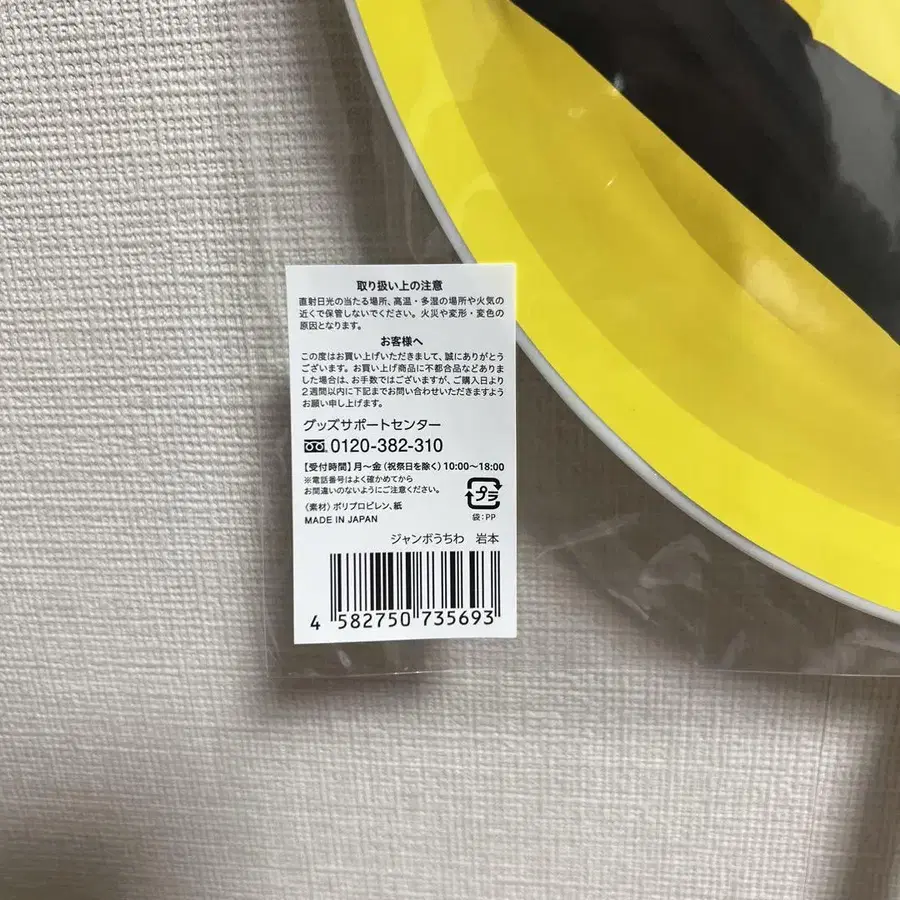 取り扱い上の注意
直射日光の当たる場所、高温・多湿の場所や火気の
近くで保管しないでください。火災や変形・変色の
原因となります。
お客様へ
この度はお買い上げいただきまして、誠にありがとう
ございます。お買い上げ商品に不都合品などありま
した場合は、お手数ではございますが、ご購入日より
2週間以内に下記までお問い合わせいただきますよう
お願い申し上げます。
グッズサポートセンター
0120-382-310
【受付時間】月〜金（祝祭日を除く）10:00〜18:00
※電話番号はよく確かめてから
お間違いのないようにご注意ください。
〈素材〉ポリプロピレン、紙
MADE IN JAPAN
プラ
袋：PP
ジャンボうちわ 岩本
4 582750 735693